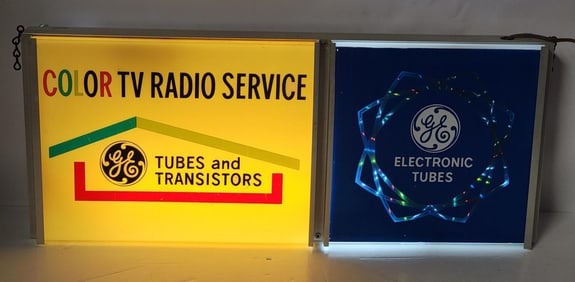 COLOR TV RADIO SERVICE
GE TUBES and
TRANSISTORS
GE
ELECTRONIC
TUBES